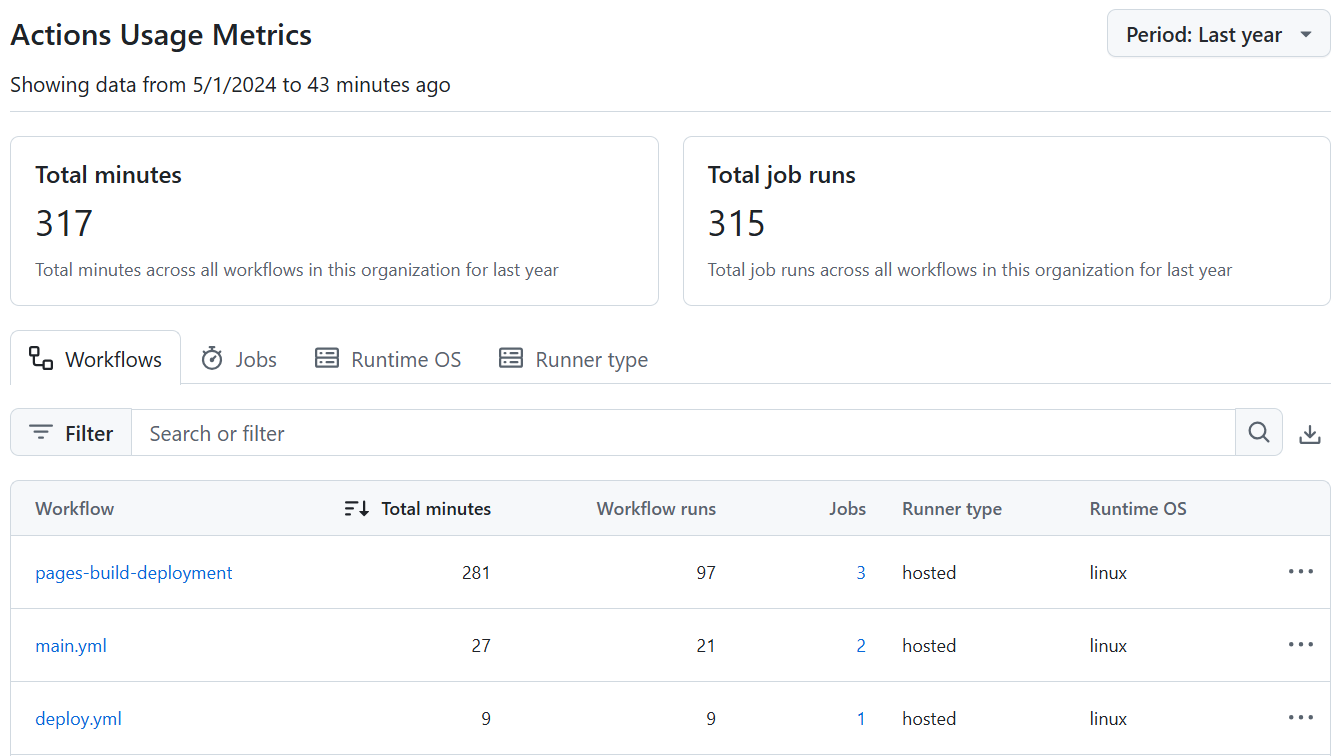 Actions Usage Metrics
Period: Last year
Showing data from 5/1/2024 to 43 minutes ago
Total minutes
317
Total minutes across all workflows in this organization for last year
Total job runs
315
Total job runs across all workflows in this organization for last year
Workflows Jobs Runtime OS Runner type
Filter Search or filter
Workflow Total minutes Workflow runs Jobs Runner type Runtime OS
pages-build-deployment 281 97 3 hosted linux
main.yml 27 21 2 hosted linux
deploy.yml 9 9 1 hosted linux